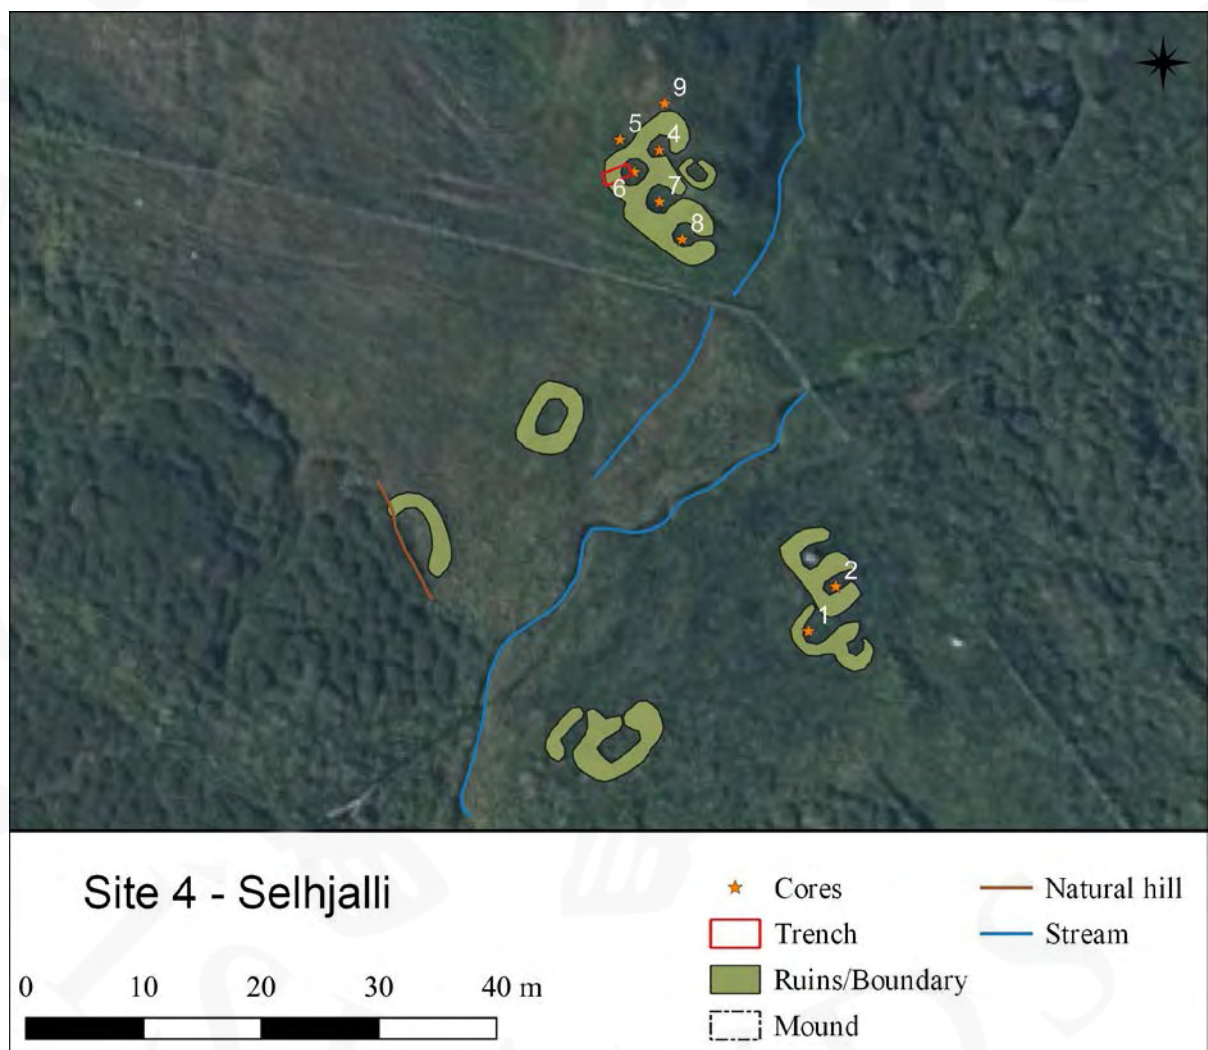 9
5
4
6
7
8
2
1
Site 4 - Selhjalli
0 10 20 30 40 m
Cores
Trench
Ruins/Boundary
Mound
Natural hill
Stream